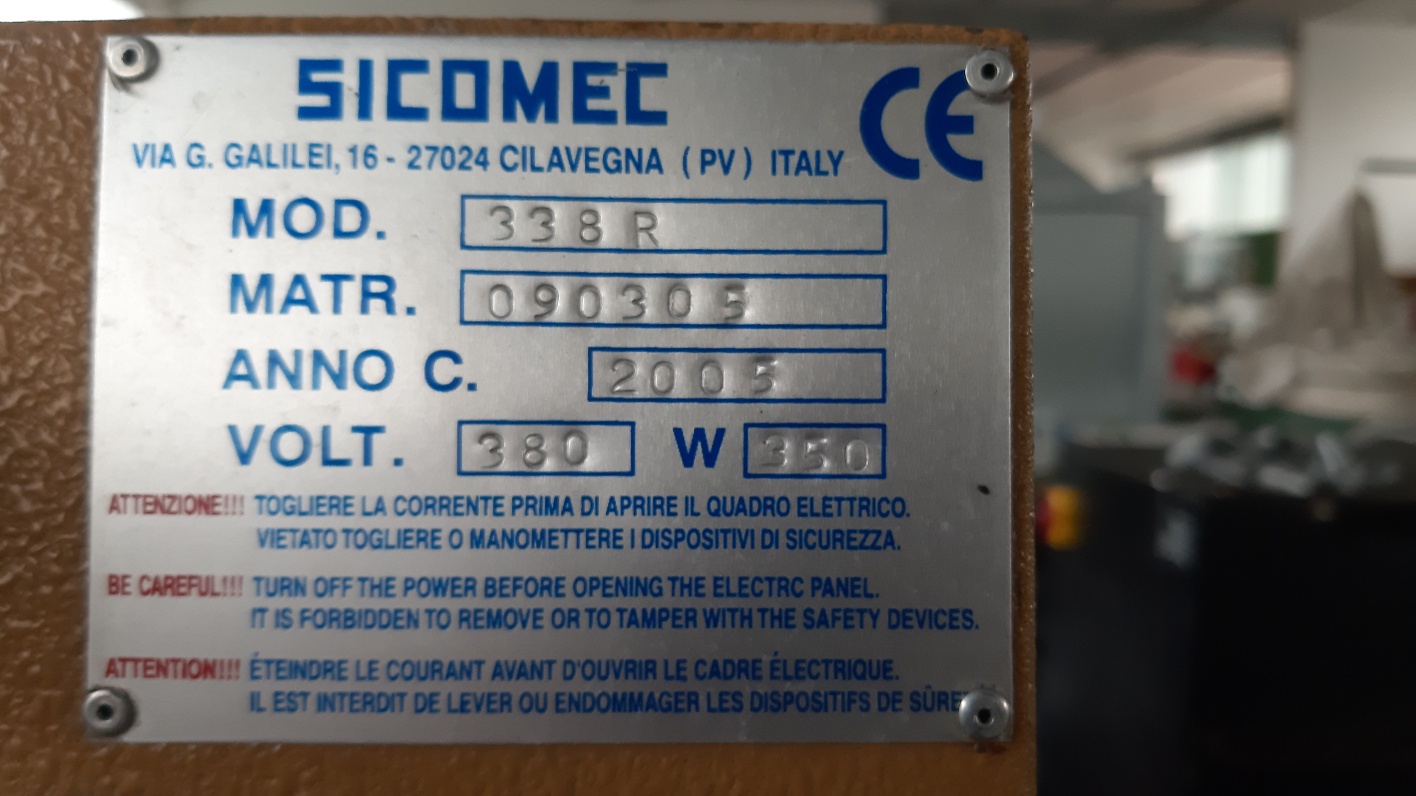 SICOMEC
CE
VIA G. GALILEI, 16 - 27024 CILAVEGNA (PV) ITALY
MOD. 338 R
MATR. 090305
ANNO C. 2005
VOLT. 380 W 350
ATTENZIONE!!! TOGLIERE LA CORRENTE PRIMA DI APRIRE IL QUADRO ELETTRICO.
VIETATO TOGLIERE O MANOMETTERE I DISPOSITIVI DI SICUREZZA.
BE CAREFUL!!! TURN OFF THE POWER BEFORE OPENING THE ELECTRC PANEL.
IT IS FORBIDDEN TO REMOVE OR TO TAMPER WITH THE SAFETY DEVICES.
ATTENTION!!! ÉTEINDRE LE COURANT AVANT D'OUVRIR LE CADRE ÉLECTRIQUE.
IL EST INTERDIT DE LEVER OU ENDOMMAGER LES DISPOSITIFS DE